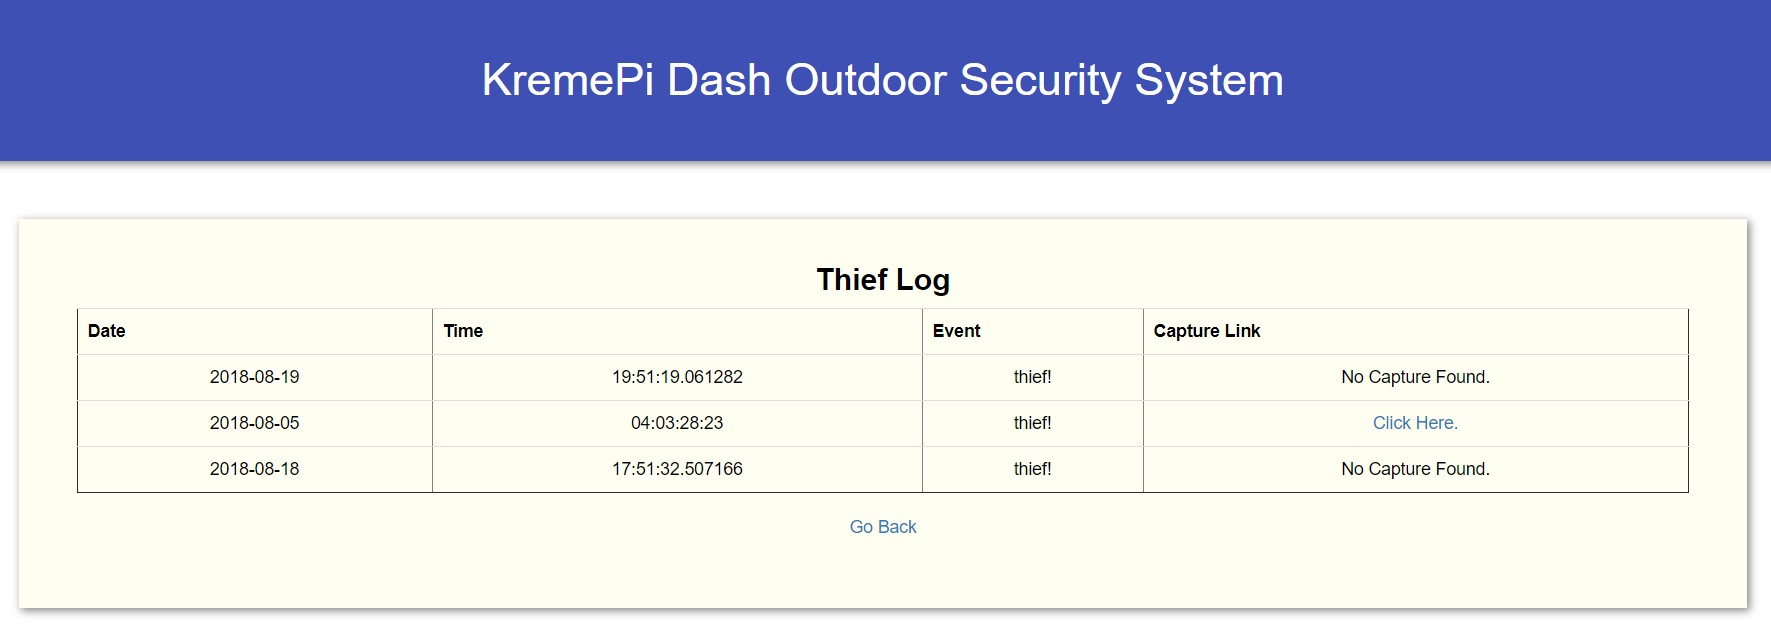 KremePi Dash Outdoor Security System
Thief Log
Date Time Event Capture Link
2018-08-19 19:51:19.061282 thief! No Capture Found.
2018-08-05 04:03:28:23 thief! Click Here.
2018-08-18 17:51:32.507166 thief! No Capture Found.
Go Back